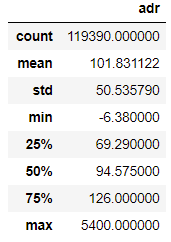 adr
count 119390.000000
mean 101.831122
std 50.535790
min -6.380000
25% 69.290000
50% 94.575000
75% 126.000000
max 5400.000000